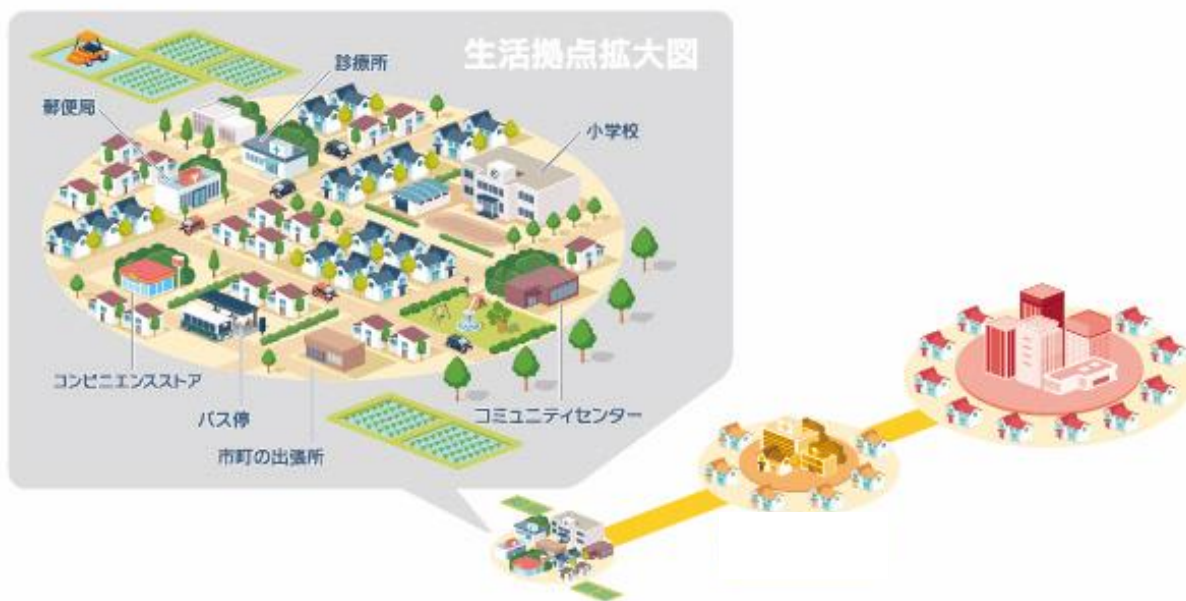 生活拠点拡大図
診療所
郵便局
小学校
コンビニエンスストア
バス停
コミュニティセンター
市町の出張所